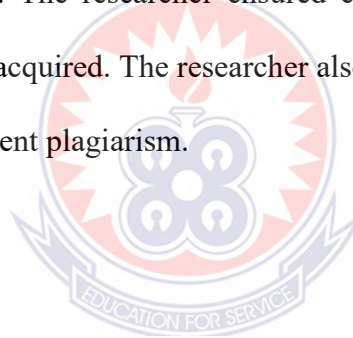 . The researcher ensured
acquired. The researcher also
ent plagiarism.
EDUCATION FOR SERVICE